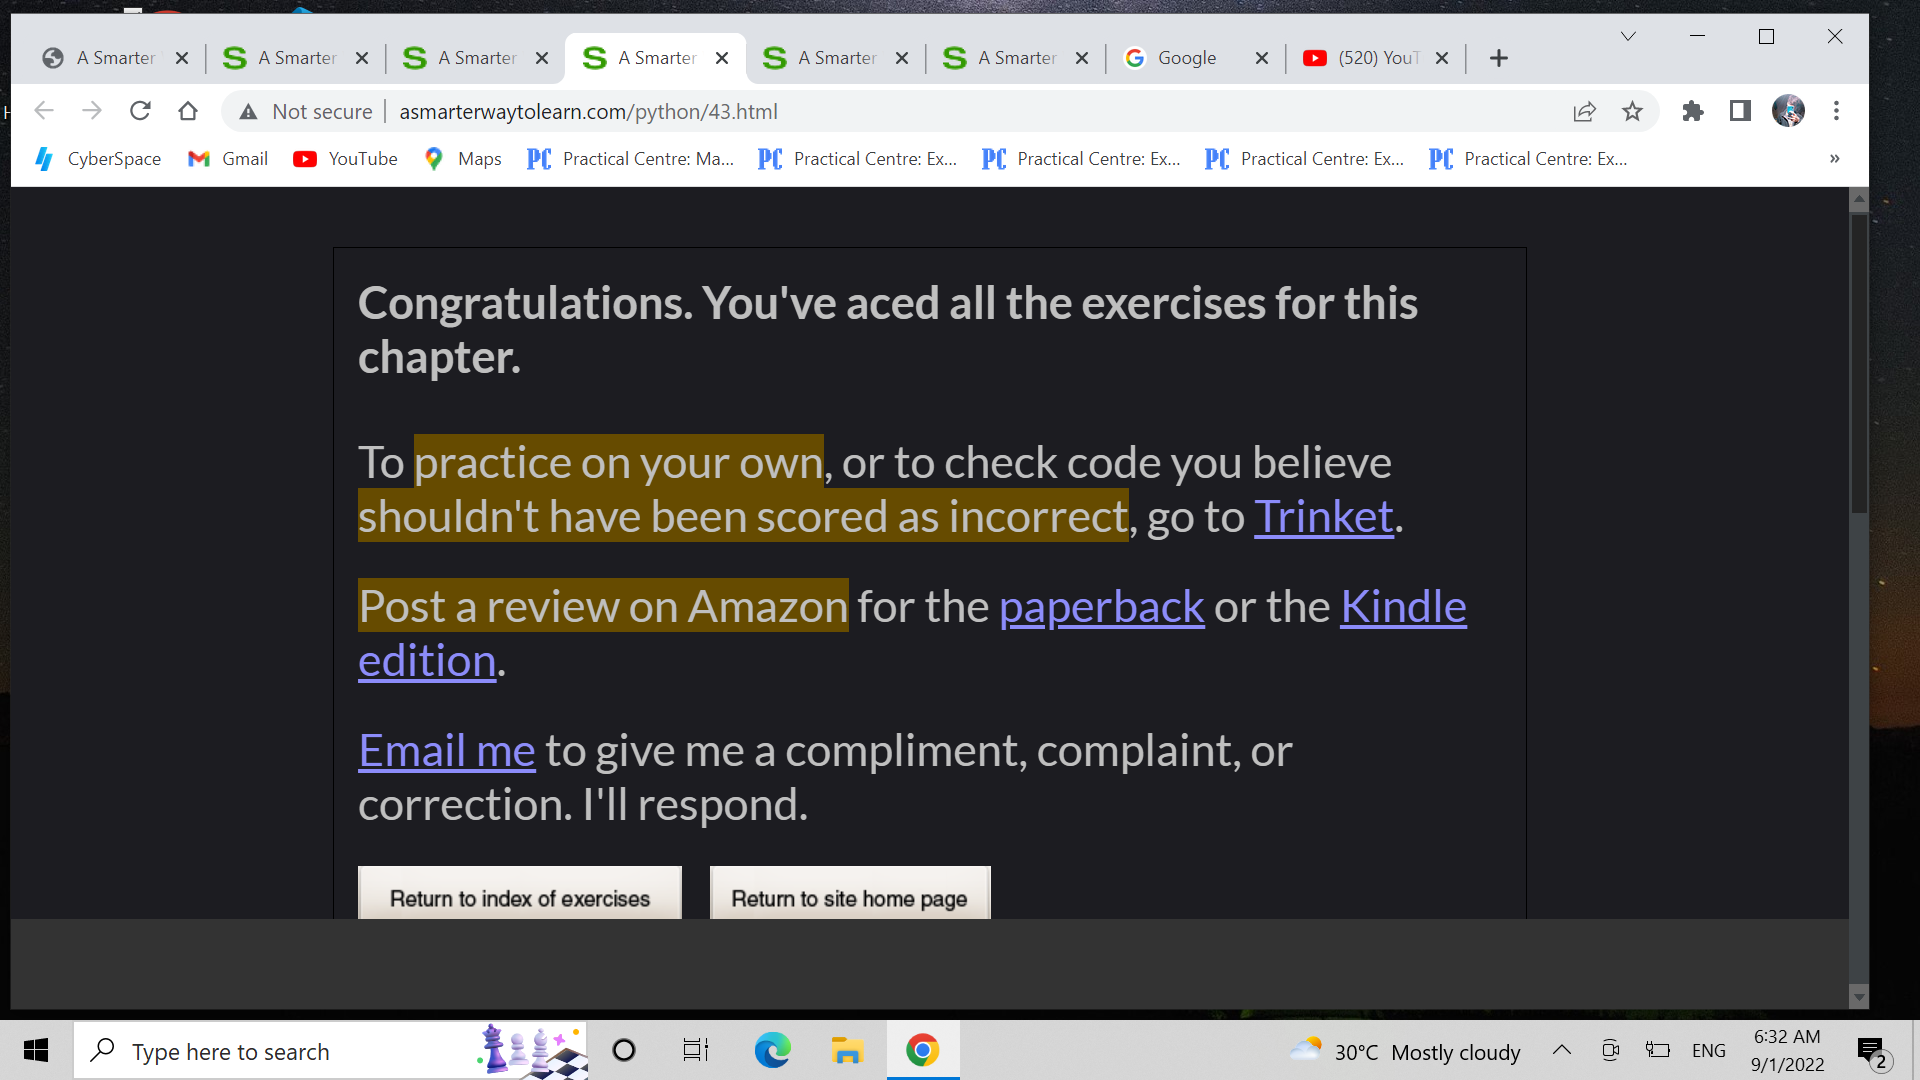 A Smarter
A Smarter
A Smarter
A Smarter
A Smarter
A Smarter
Google
(520) YouT
Not secure | asmarterwaytolearn.com/python/43.html
CyberSpace
Gmail
YouTube
Maps
PC Practical Centre: Ma...
PC Practical Centre: Ex...
PC Practical Centre: Ex...
PC Practical Centre: Ex...
PC Practical Centre: Ex...
»
Congratulations. You've aced all the exercises for this
chapter.
To practice on your own, or to check code you believe
shouldn't have been scored as incorrect, go to Trinket.
Post a review on Amazon for the paperback or the Kindle
edition.
Email me to give me a compliment, complaint, or
correction. I'll respond.
Return to index of exercises
Return to site home page
Type here to search
30°C Mostly cloudy
ENG
6:32 AM
9/1/2022
2